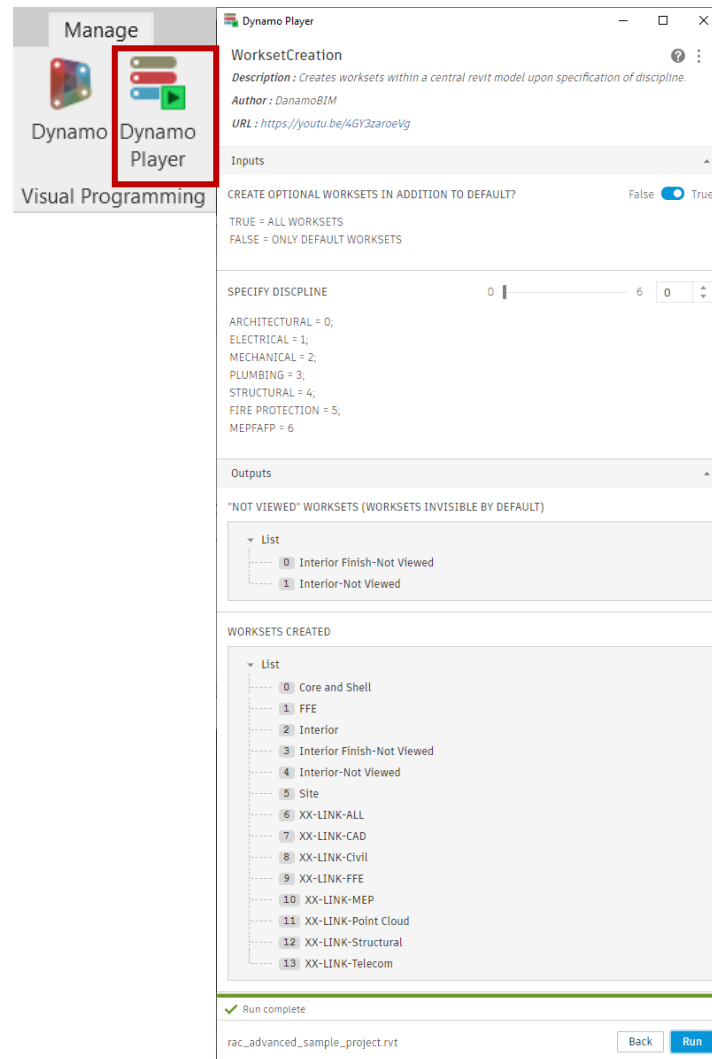 Manage
Dynamo
Dynamo
Player
Visual Programming
Dynamo Player
WorksetCreation
Description : Creates worksets within a central revit model upon specification of discipline.
Author : DanamoBIM
URL : https://youtu.be/4GY3zaroeVg
Inputs
CREATE OPTIONAL WORKSETS IN ADDITION TO DEFAULT? False True
TRUE = ALL WORKSETS
FALSE = ONLY DEFAULT WORKSETS
SPECIFY DISCPLINE 0 6 0
ARCHITECTURAL = 0;
ELECTRICAL = 1;
MECHANICAL = 2;
PLUMBING = 3;
STRUCTURAL = 4;
FIRE PROTECTION = 5;
MEPFAFP = 6
Outputs
"NOT VIEWED" WORKSETS (WORKSETS INVISIBLE BY DEFAULT)
List
0 Interior Finish-Not Viewed
1 Interior-Not Viewed
WORKSETS CREATED
List
0 Core and Shell
1 FFE
2 Interior
3 Interior Finish-Not Viewed
4 Interior-Not Viewed
5 Site
6 XX-LINK-ALL
7 XX-LINK-CAD
8 XX-LINK-Civil
9 XX-LINK-FFE
10 XX-LINK-MEP
11 XX-LINK-Point Cloud
12 XX-LINK-Structural
13 XX-LINK-Telecom
Run complete
rac_advanced_sample_project.rvt Back Run